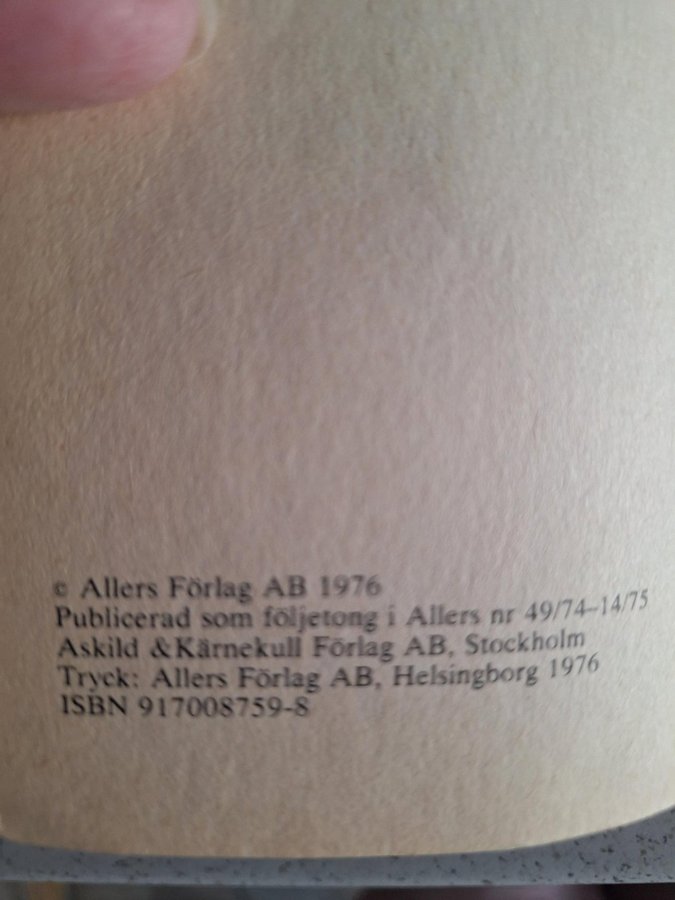 © Allers Förlag AB 1976
Publicerad som följetong i Allers nr 49/74–14/75
Askild & Kärnekull Förlag AB, Stockholm
Tryck: Allers Förlag AB, Helsingborg 1976
ISBN 917008759-8